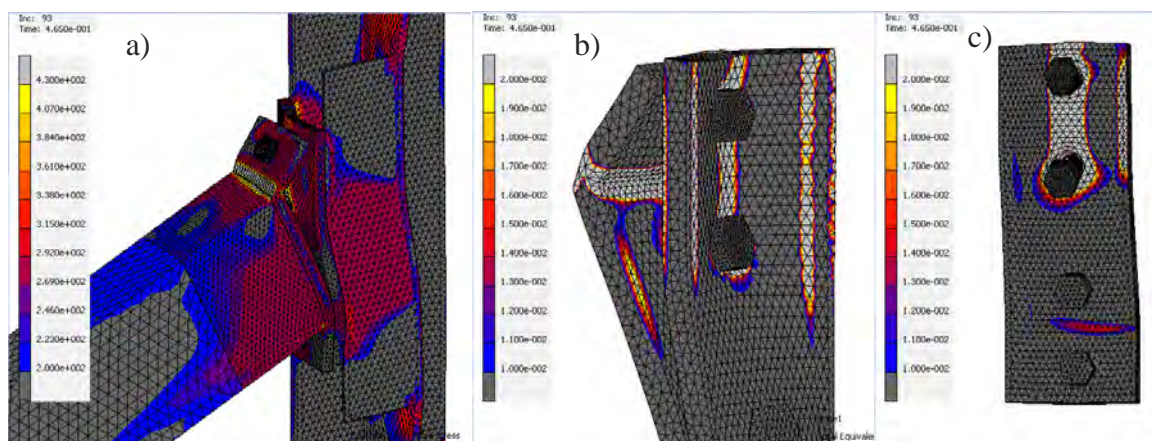 Inc: 93
Time: 4.650e-001
a)
4.300e+002
4.070e+002
3.840e+002
3.610e+002
3.380e+002
3.150e+002
2.920e+002
2.690e+002
2.460e+002
2.230e+002
2.000e+002
Inc: 93
Time: 4.650e-001
b)
2.000e-002
1.900e-002
1.800e-002
1.700e-002
1.600e-002
1.500e-002
1.400e-002
1.300e-002
1.200e-002
1.100e-002
1.000e-002
Equivale
Inc: 93
Time: 4.650e-001
c)
2.000e-002
1.900e-002
1.800e-002
1.700e-002
1.600e-002
1.500e-002
1.400e-002
1.300e-002
1.200e-002
1.100e-002
1.000e-002